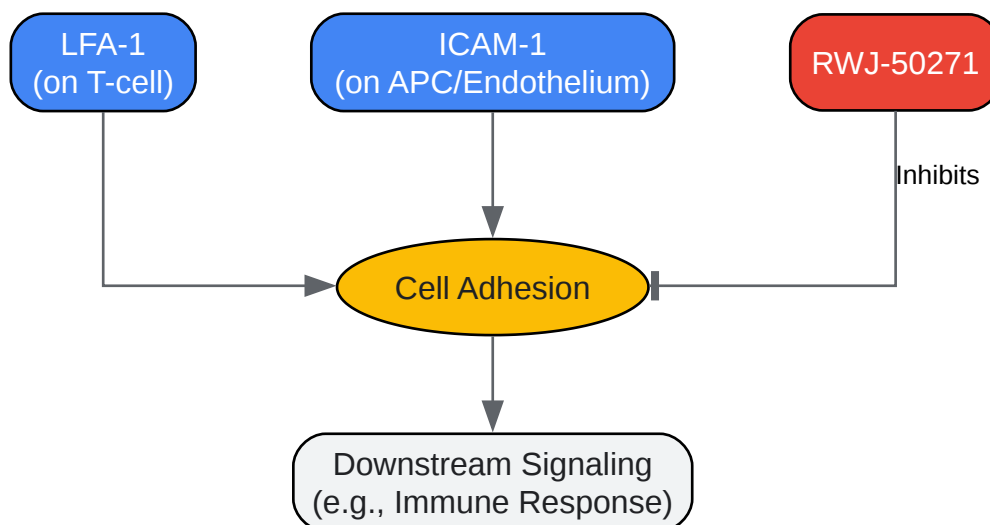 LFA-1
(on T-cell)
ICAM-1
(on APC/Endothelium)
RWJ-50271
Inhibits
Cell Adhesion
Downstream Signaling
(e.g., Immune Response)